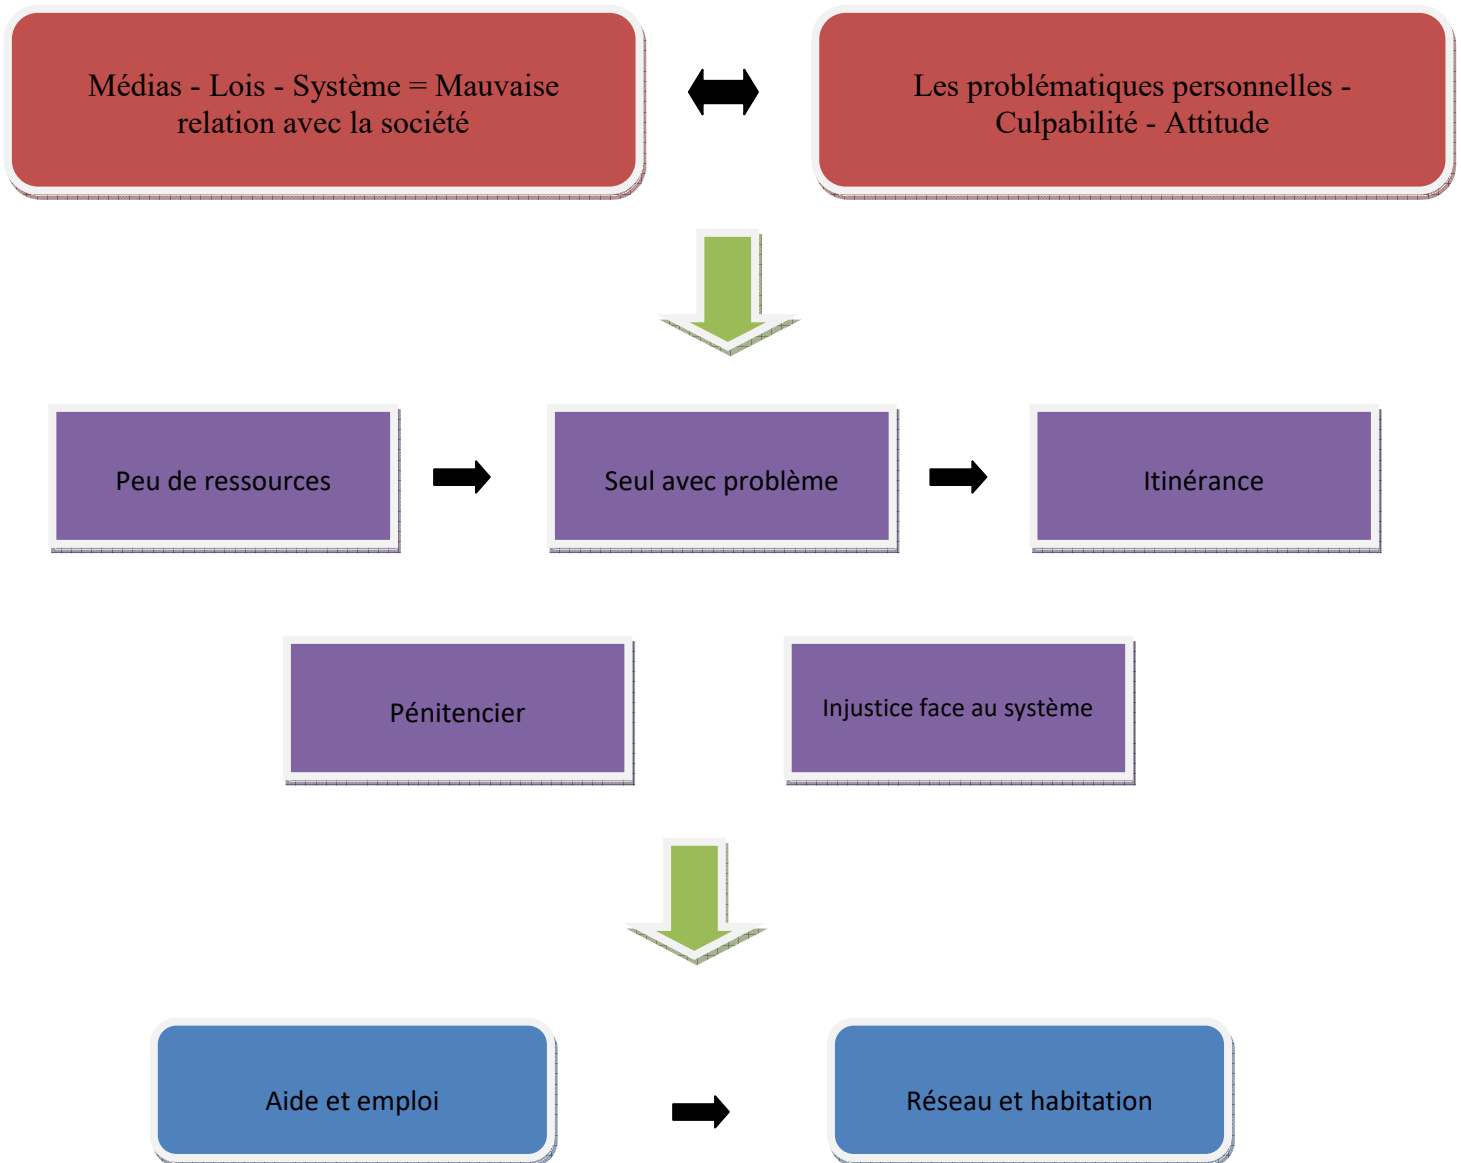 Médias - Lois - Système = Mauvaise
relation avec la société
Les problématiques personnelles -
Culpabilité - Attitude
Peu de ressources
Seul avec problème
Itinérance
Pénitencier
Injustice face au système
Aide et emploi
Réseau et habitation